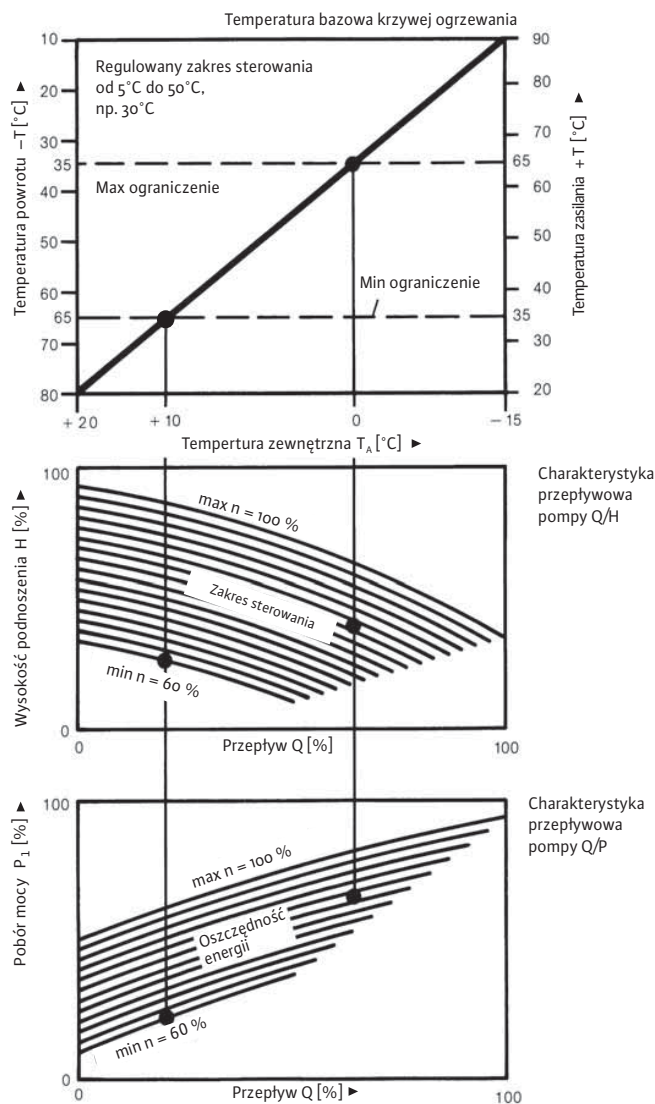 Temperatura bazowa krzywej ogrzewania
Temperatura powrotu –T [°C] ►
10
20
30
35
40
50
60
65
70
80
Regulowany zakres sterowania
od 5°C do 50°C,
np. 30°C
Max ograniczenie
Min ograniczenie
90
80
70
65
60
50
40
35
30
20
Temperatura zasilania +T [°C] ►
+20
+10
0
–15
Tempertura zewnętrzna TA [°C] ►
Wysokość podnoszenia H [%] ►
100
0
max n = 100 %
Zakres sterowania
min n = 60 %
0
Przepływ Q [%]
100
Charakterystyka
przepływowa
pompy Q/H
Pobór mocy P1 [%] ►
100
0
max n = 100 %
Oszczędność
energii
min n = 60 %
0
Przepływ Q [%] ►
100
Charakterystyka
przepływowa
pompy Q/P